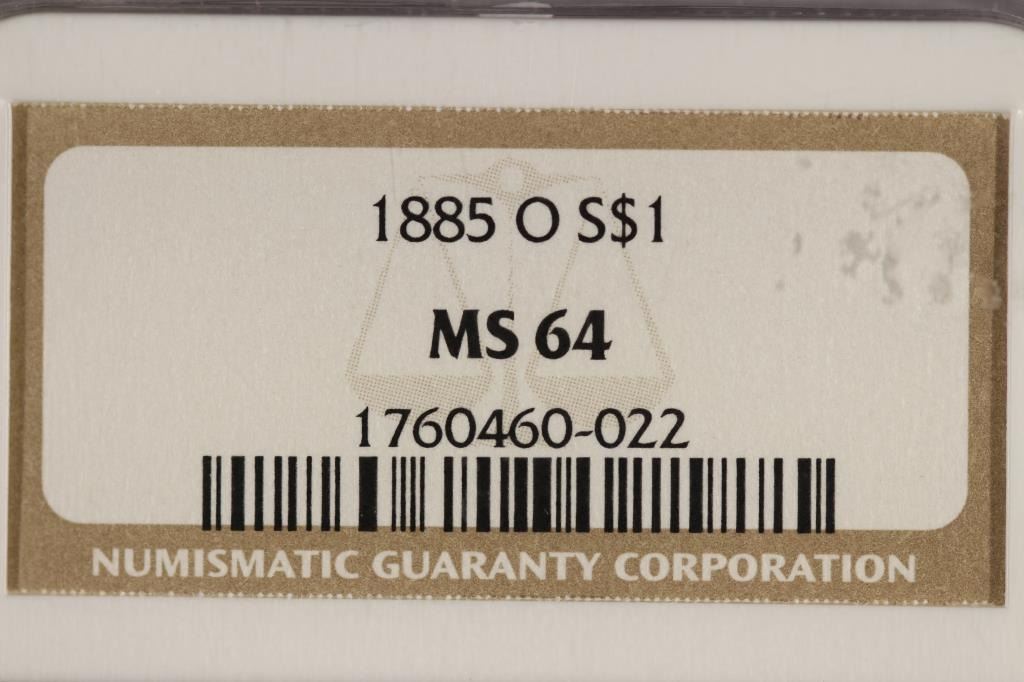 1885 O S$1
MS 64
1760460-022
NUMISMATIC GUARANTY CORPORATION